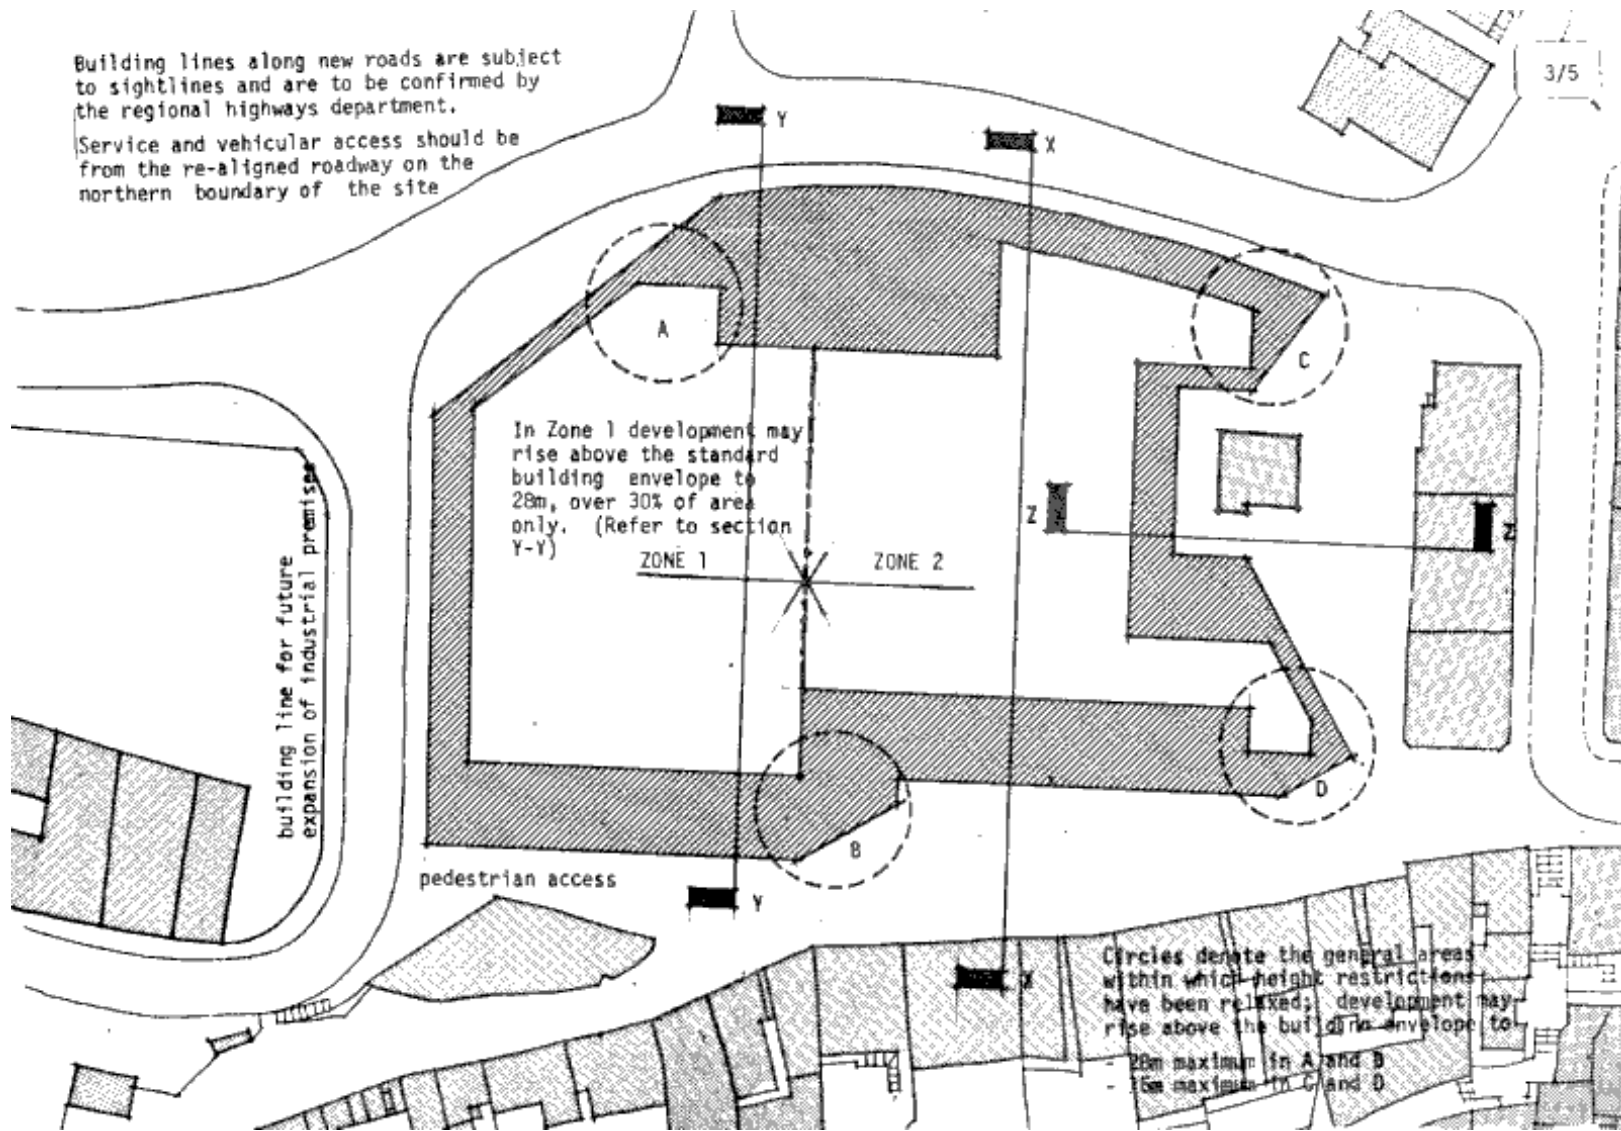 Building lines along new roads are subject
to sightlines and are to be confirmed by
the regional highways department.
Service and vehicular access should be
from the re-aligned roadway on the
northern boundary of the site
3/5
Y
X
A
C
In Zone 1 development may
rise above the standard
building envelope to
28m, over 30% of area
only. (Refer to section
Y-Y)
Z
Z
ZONE 1
ZONE 2
building line for future
expansion of industrial premises
D
B
pedestrian access
Y
X
Circles denote the general areas
within which height restrictions
have been relaxed; development may
rise above the building envelope to
- 28m maximum in A and B
- 16m maximum in C and D